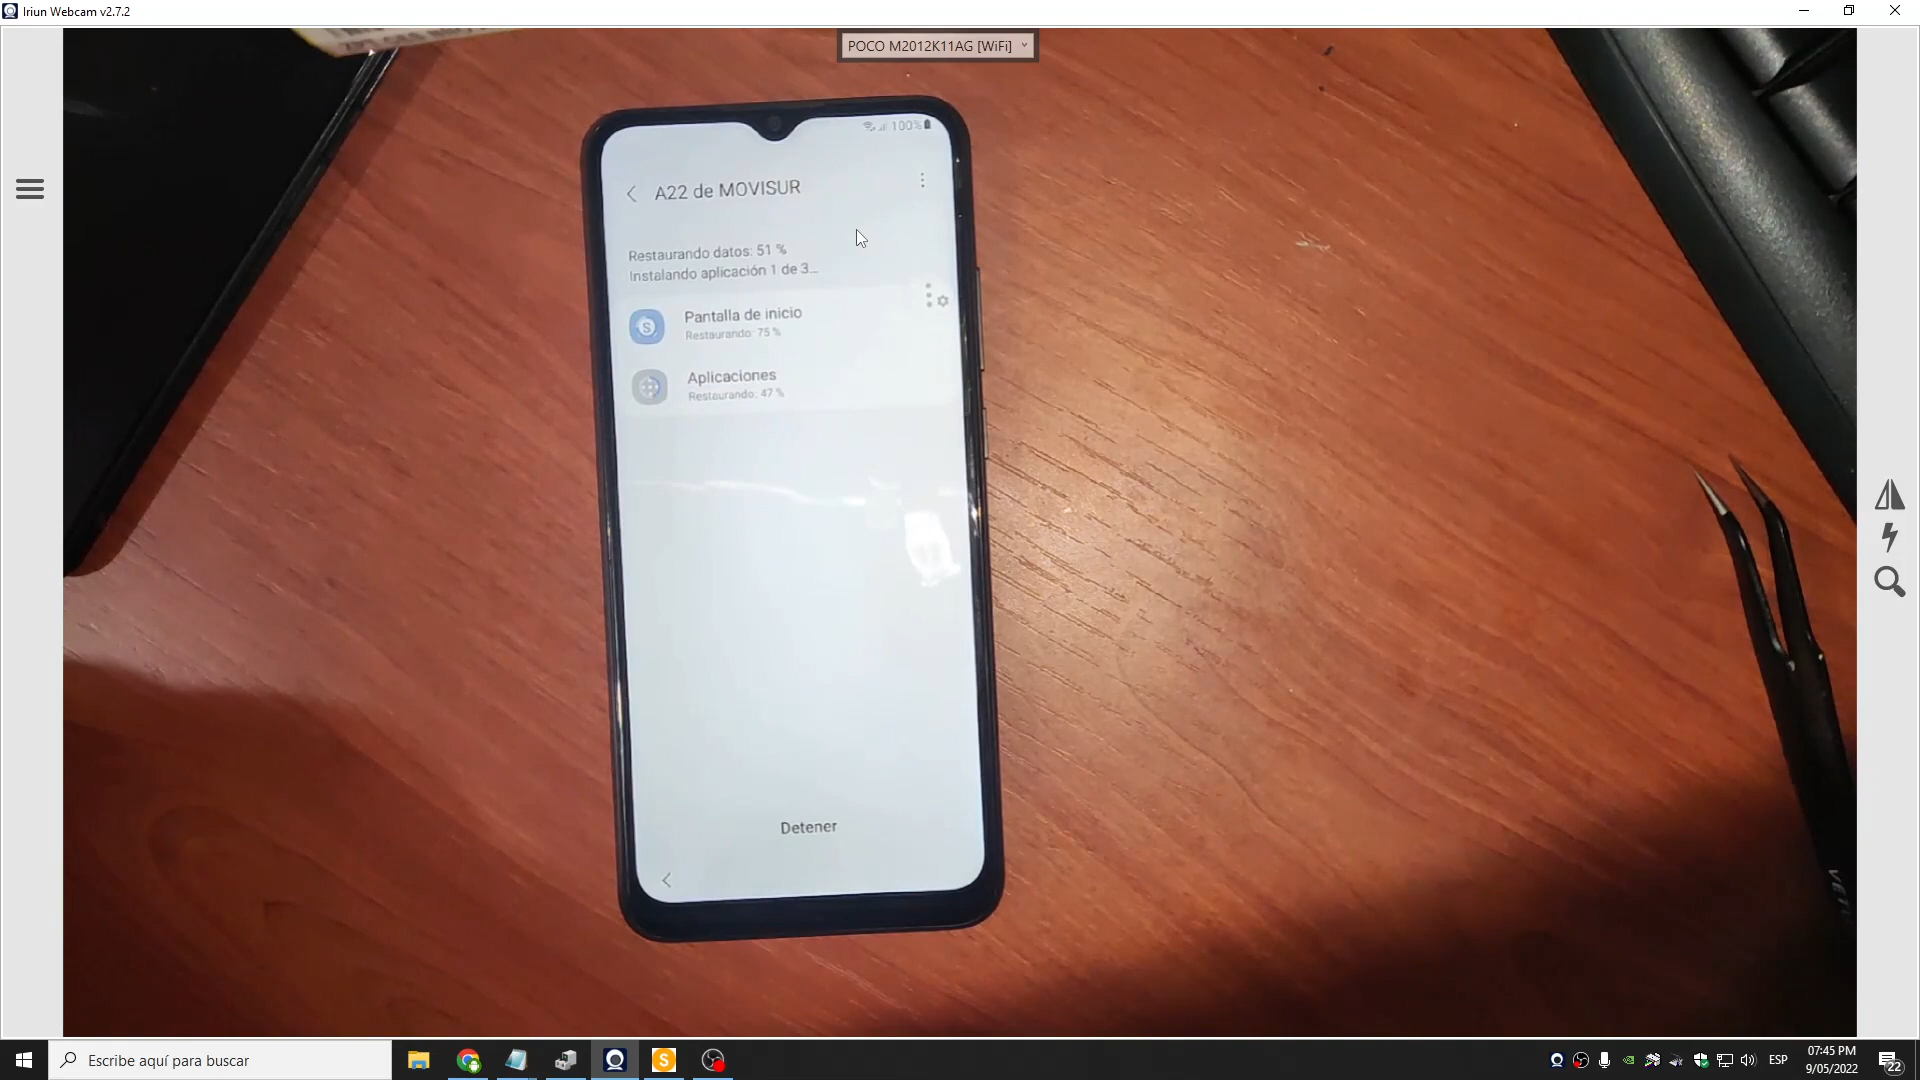 Iriun Webcam v2.7.2
POCO M2012K11AG [WiFi]
100%
A22 de MOVISUR
Restaurando datos: 51 %
Instalando aplicación 1 de 3...
Pantalla de inicio
Restaurando: 75 %
Aplicaciones
Restaurando: 47 %
Detener
Escribe aquí para buscar
ESP
07:45 PM
9/05/2022
22